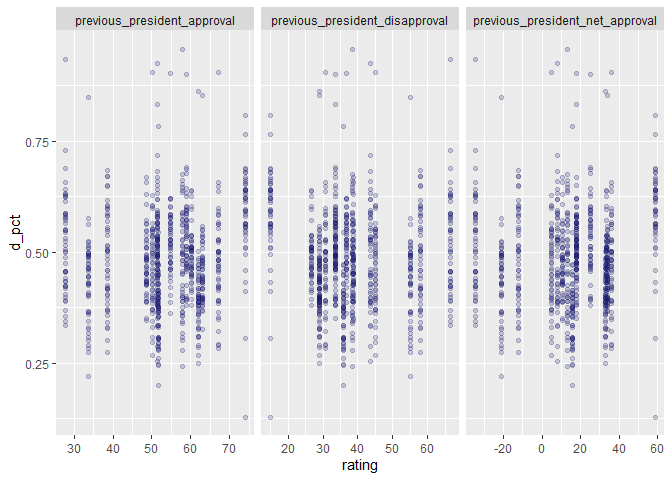 previous_president_approval previous_president_disapproval previous_president_net_approval
0.75
0.50
0.25
d_pct
30 40 50 60 70 20 30 40 50 60 -20 0 20 40 60
rating